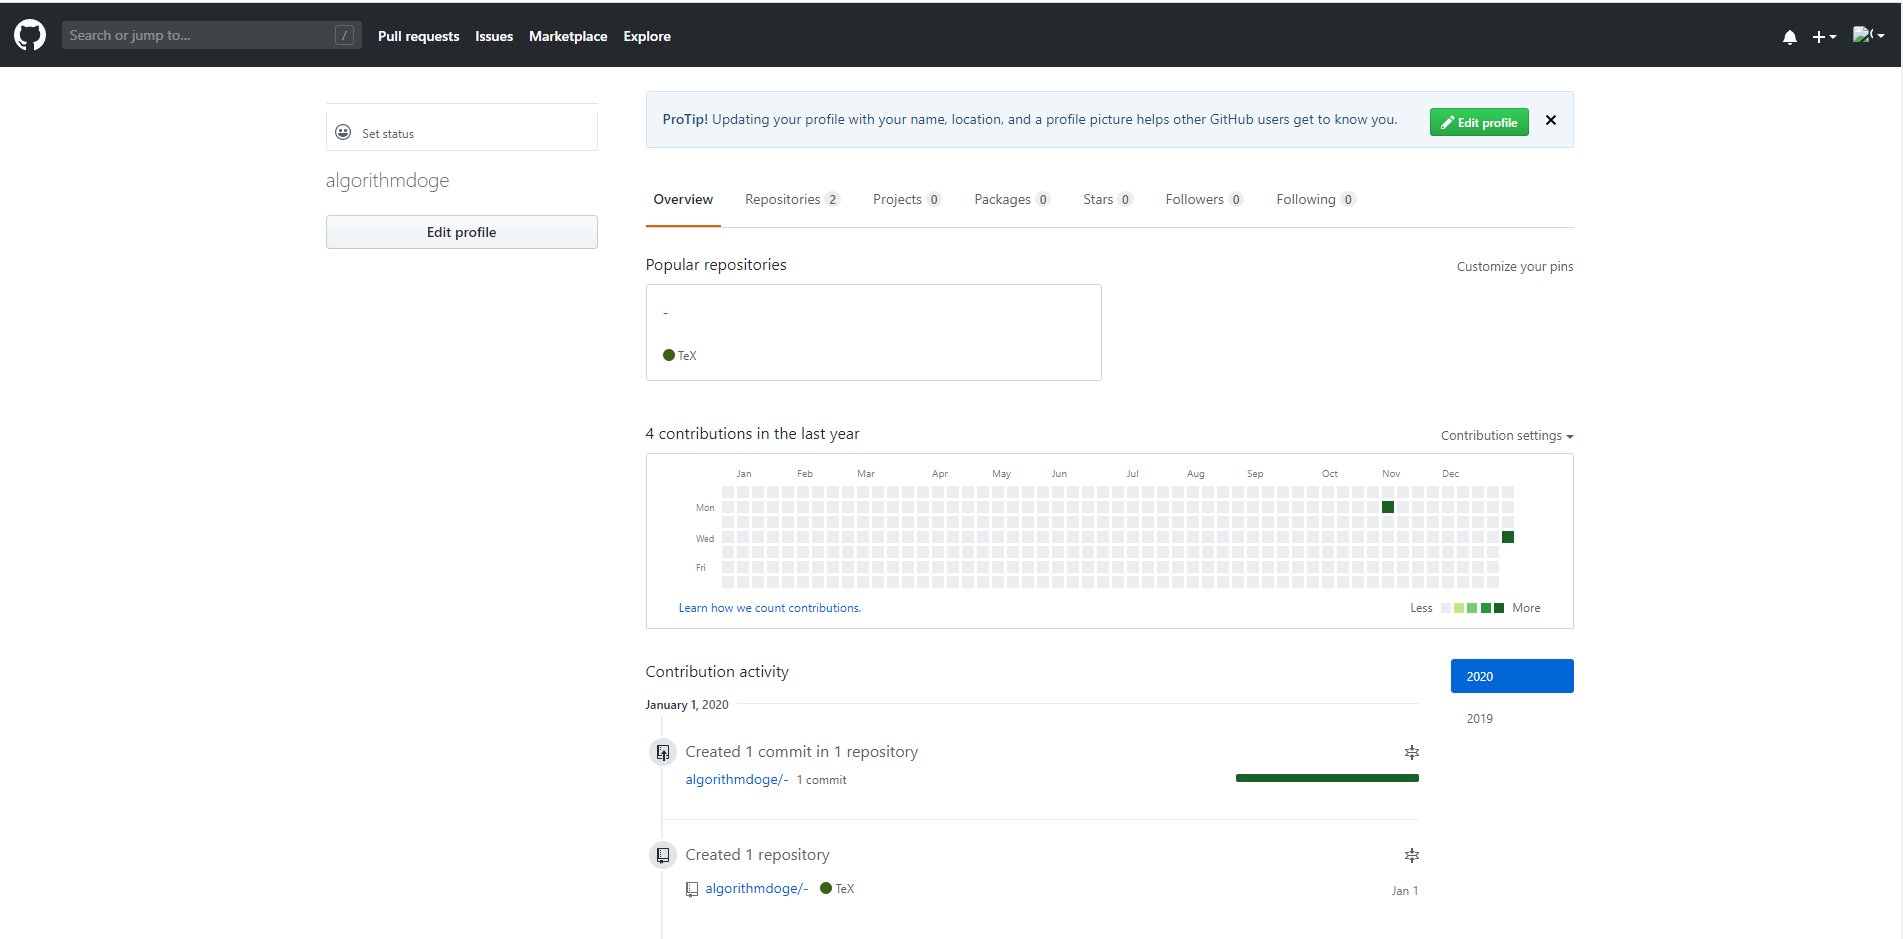 Search or jump to...
/
Pull requests Issues Marketplace Explore
Set status
algorithmdoge
Edit profile
ProTip! Updating your profile with your name, location, and a profile picture helps other GitHub users get to know you.
Edit profile
Overview Repositories 2 Projects 0 Packages 0 Stars 0 Followers 0 Following 0
Popular repositories
Customize your pins
-
TeX
4 contributions in the last year
Contribution settings
Jan Feb Mar Apr May Jun Jul Aug Sep Oct Nov Dec
Mon
Wed
Fri
Learn how we count contributions.
Less More
Contribution activity
2020
2019
January 1, 2020
Created 1 commit in 1 repository
algorithmdoge/- 1 commit
Created 1 repository
algorithmdoge/- TeX
Jan 1